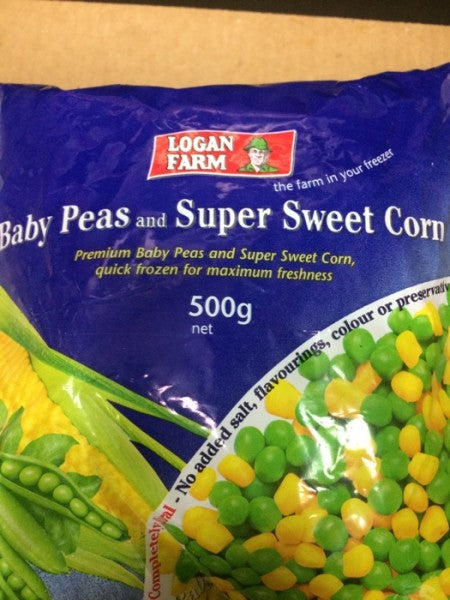 LOGAN
FARM
the farm in your freezer
Baby Peas and Super Sweet Corn
Premium Baby Peas and Super Sweet Corn,
quick frozen for maximum freshness
500g
net
Completely - No added salt, flavourings, colour or